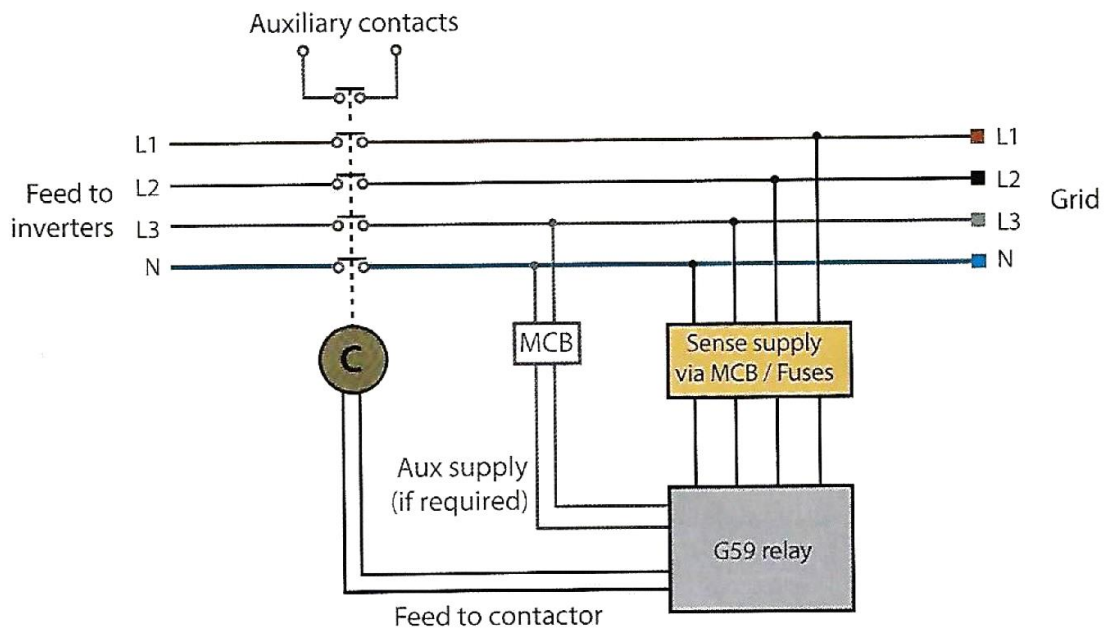 Auxiliary contacts
L1
L1
L2
L2
Feed to
inverters
L3
L3
Grid
N
N
C
MCB
Sense supply
via MCB / Fuses
Aux supply
(if required)
G59 relay
Feed to contactor